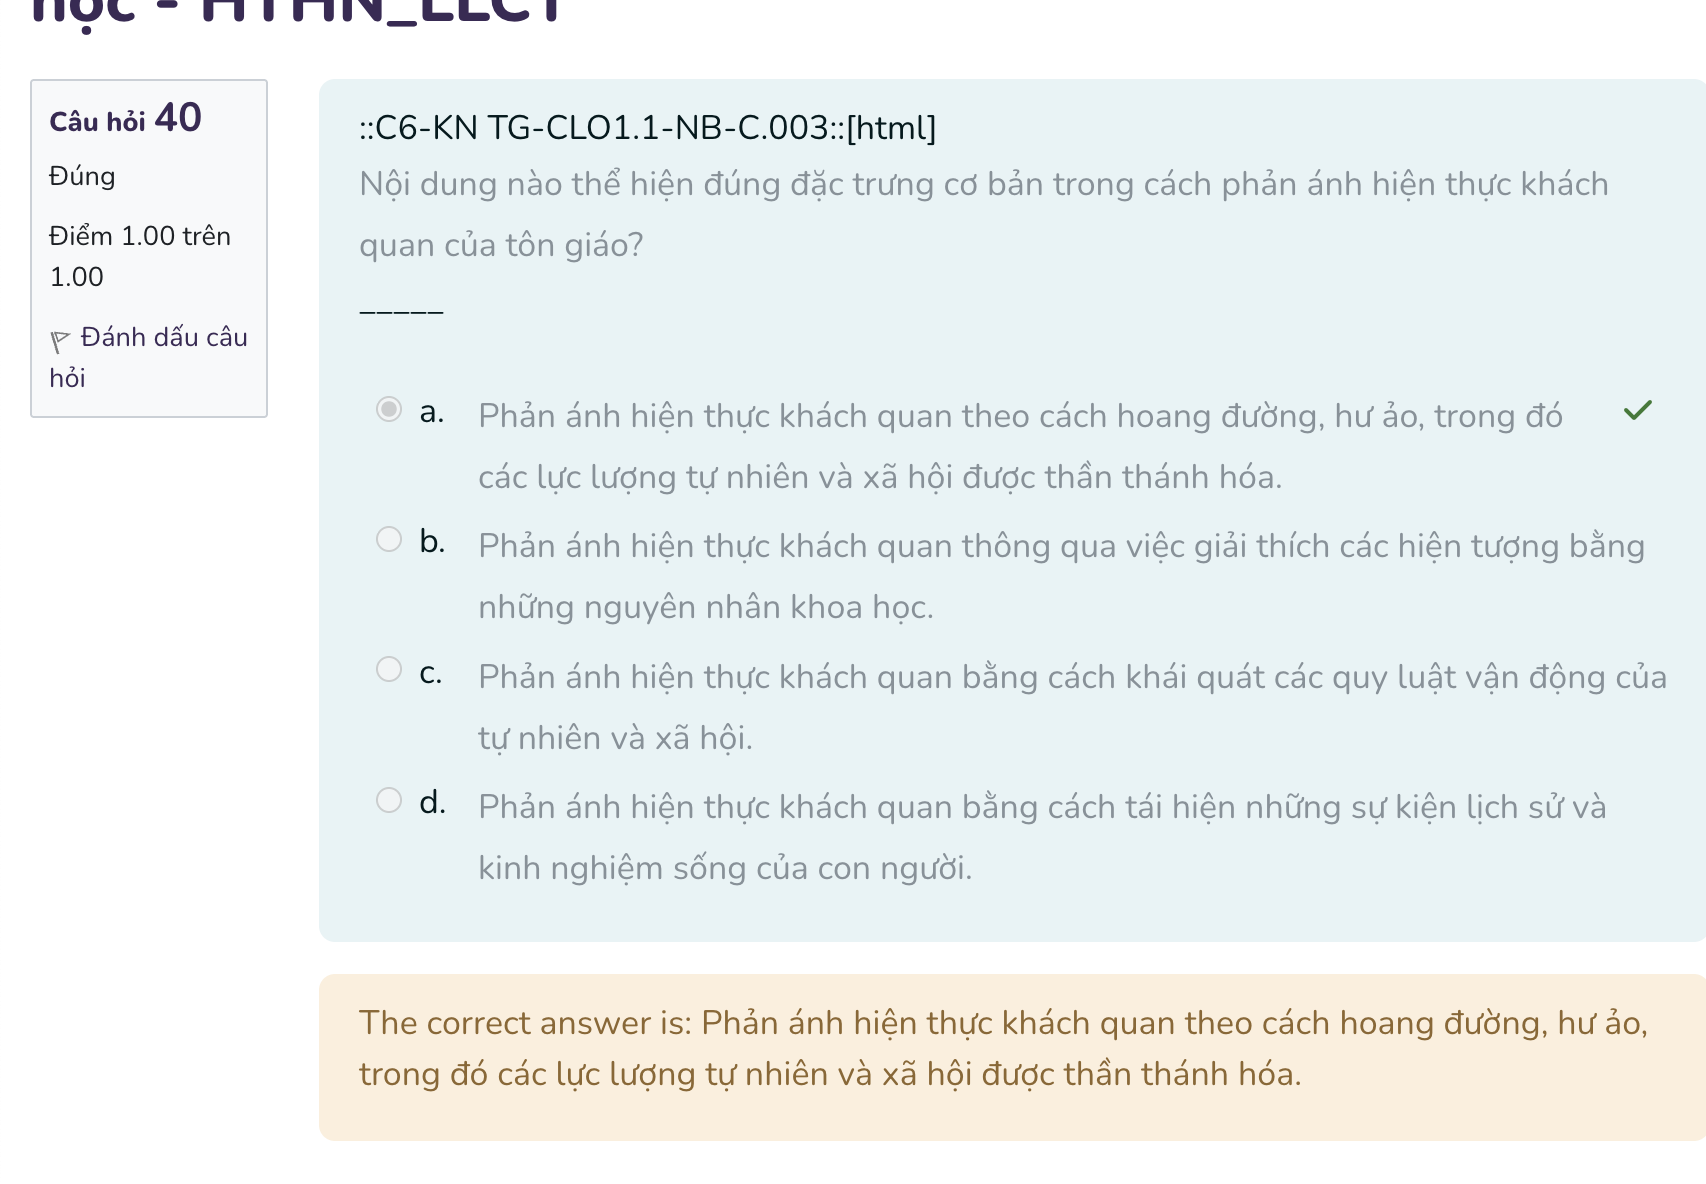 học - HTHN_LLCT
Câu hỏi 40
Đúng
Điểm 1.00 trên
1.00
Đánh dấu câu
hỏi
::C6-KN TG-CLO1.1-NB-C.003::[html]
Nội dung nào thể hiện đúng đặc trưng cơ bản trong cách phản ánh hiện thực khách
quan của tôn giáo?
_____
a. Phản ánh hiện thực khách quan theo cách hoang đường, hư ảo, trong đó
các lực lượng tự nhiên và xã hội được thần thánh hóa.
b. Phản ánh hiện thực khách quan thông qua việc giải thích các hiện tượng bằng
những nguyên nhân khoa học.
c. Phản ánh hiện thực khách quan bằng cách khái quát các quy luật vận động của
tự nhiên và xã hội.
d. Phản ánh hiện thực khách quan bằng cách tái hiện những sự kiện lịch sử và
kinh nghiệm sống của con người.
The correct answer is: Phản ánh hiện thực khách quan theo cách hoang đường, hư ảo,
trong đó các lực lượng tự nhiên và xã hội được thần thánh hóa.